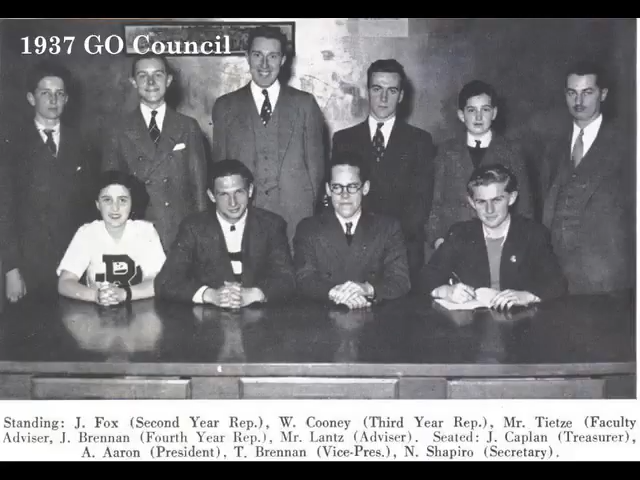 1937 GO Council
P
Standing: J. Fox (Second Year Rep.), W. Cooney (Third Year Rep.), Mr. Tietze (Faculty
Adviser, J. Brennan (Fourth Year Rep.), Mr. Lantz (Adviser). Seated: J. Caplan (Treasurer),
A. Aaron (President), T. Brennan (Vice-Pres.), N. Shapiro (Secretary).